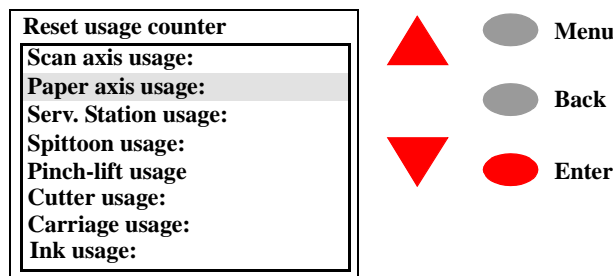 Reset usage counter
Scan axis usage:
Paper axis usage:
Serv. Station usage:
Spittoon usage:
Pinch-lift usage
Cutter usage:
Carriage usage:
Ink usage:
Menu
Back
Enter